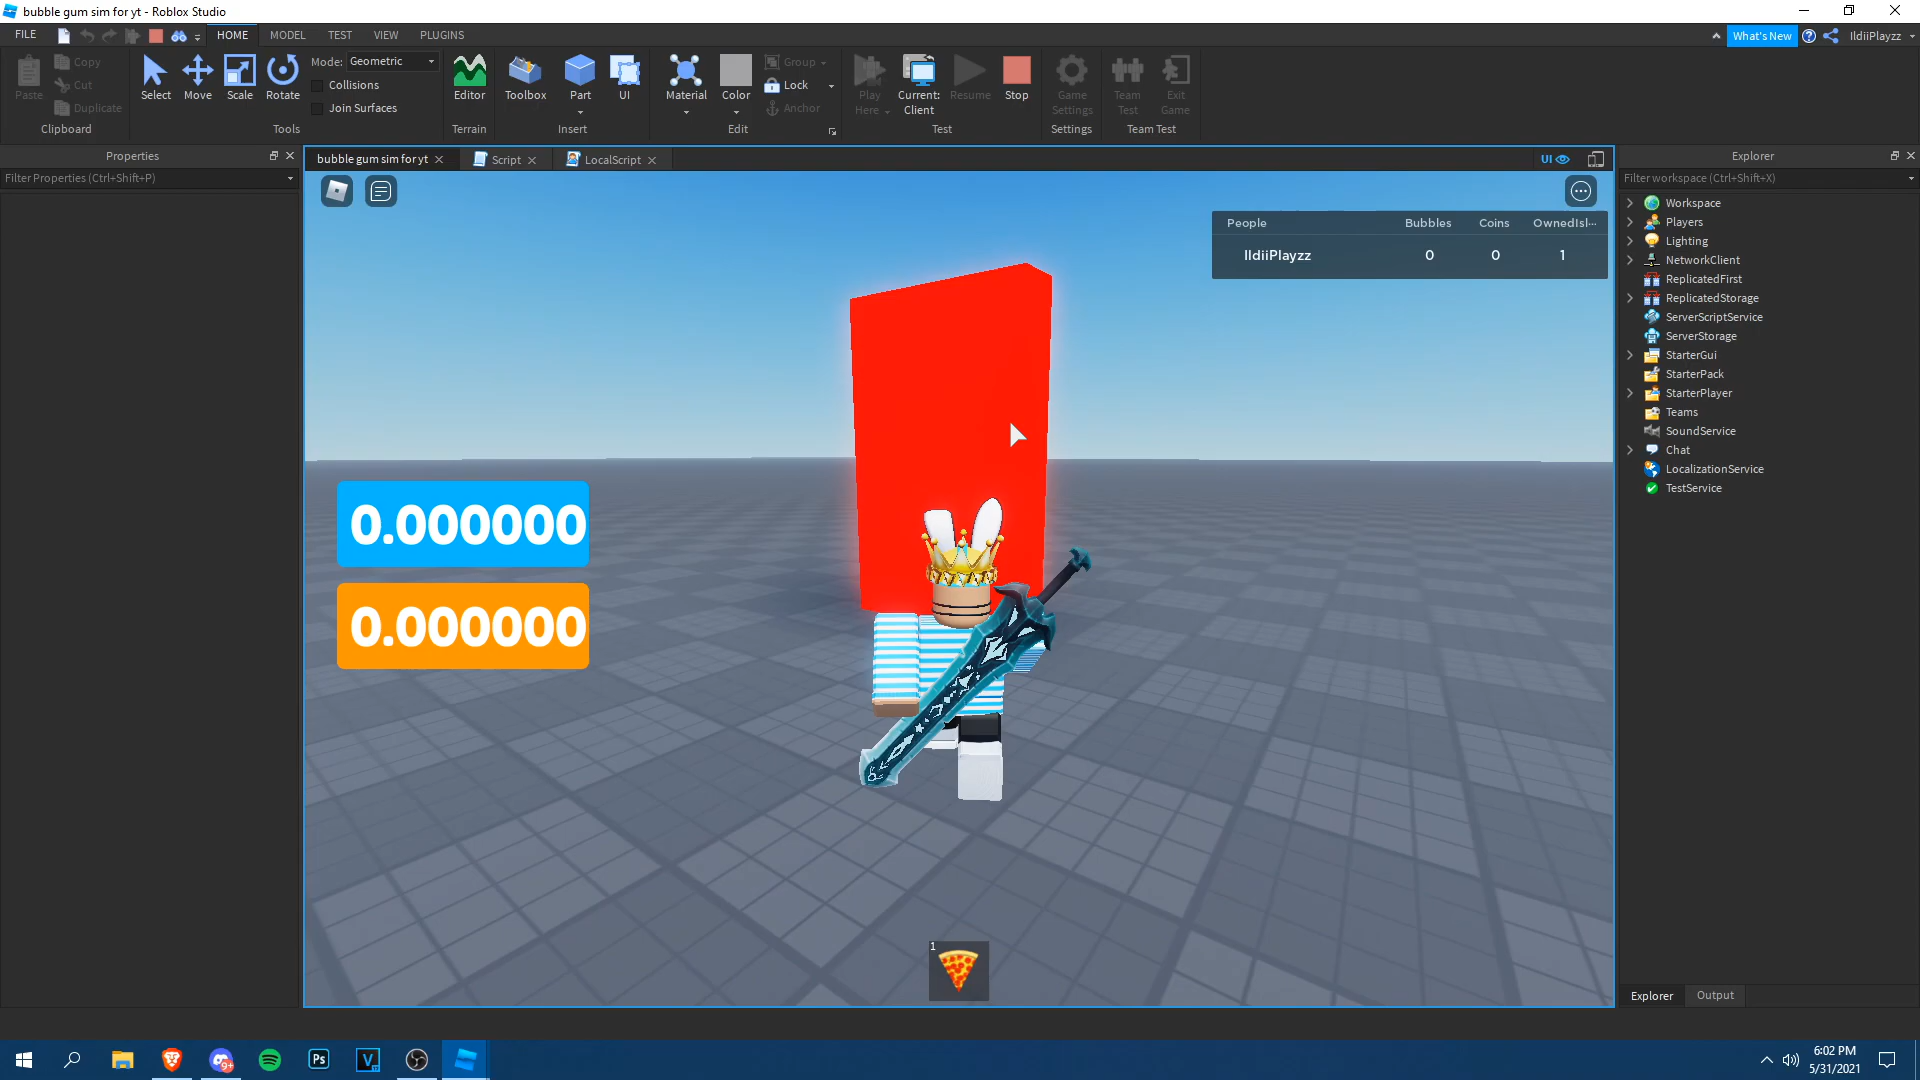 bubble gum sim for yt - Roblox Studio
FILE HOME MODEL TEST VIEW PLUGINS What's New IldiiPlayzz
Paste Copy Cut Duplicate
Clipboard
Select Move Scale Rotate
Mode: Geometric
Collisions
Join Surfaces
Tools
Editor
Terrain
Toolbox Part UI
Insert
Material Color
Group
Lock
Anchor
Edit
Play Here Current: Client Resume Stop
Test
Game Settings
Settings
Team Test Exit Game
Team Test
Properties
Filter Properties (Ctrl+Shift+P)
bubble gum sim for yt Script LocalScript UI
People Bubbles Coins OwnedIsl...
IldiiPlayzz 0 0 1
0.000000
0.000000
1
Explorer
Filter workspace (Ctrl+Shift+X)
Workspace
Players
Lighting
NetworkClient
ReplicatedFirst
ReplicatedStorage
ServerScriptService
ServerStorage
StarterGui
StarterPack
StarterPlayer
Teams
SoundService
Chat
LocalizationService
TestService
Explorer Output
9+
Ps
V
6:02 PM
5/31/2021